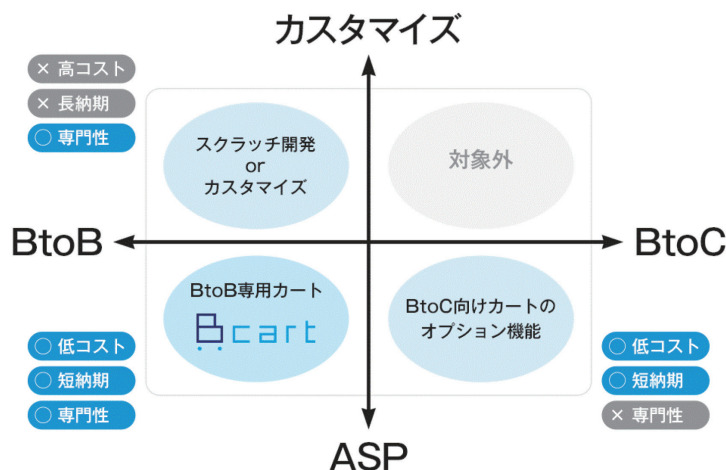 カスタマイズ
× 高コスト
× 長納期
○ 専門性
スクラッチ開発
or
カスタマイズ
対象外
BtoB
BtoC
BtoB専用カート
Bcart
BtoC向けカートの
オプション機能
○ 低コスト
○ 短納期
○ 専門性
○ 低コスト
○ 短納期
× 専門性
ASP